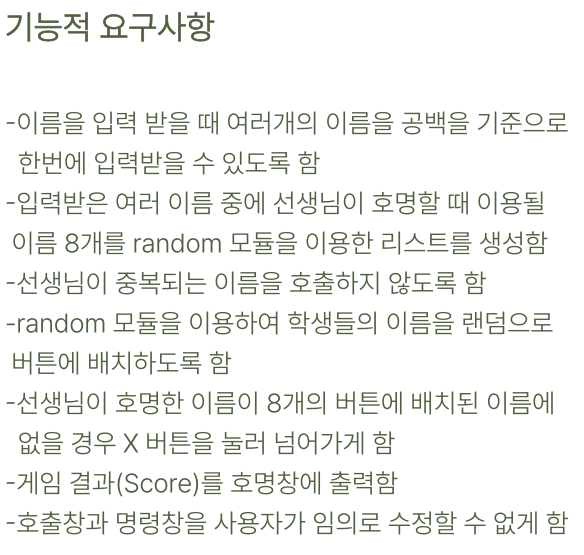 기능적 요구사항
-이름을 입력 받을 때 여러개의 이름을 공백을 기준으로
한번에 입력받을 수 있도록 함
-입력받은 여러 이름 중에 선생님이 호명할 때 이용될
이름 8개를 random 모듈을 이용한 리스트를 생성함
-선생님이 중복되는 이름을 호출하지 않도록 함
-random 모듈을 이용하여 학생들의 이름을 랜덤으로
버튼에 배치하도록 함
-선생님이 호명한 이름이 8개의 버튼에 배치된 이름에
없을 경우 X 버튼을 눌러 넘어가게 함
-게임 결과(Score)를 호명창에 출력함
-호출창과 명령창을 사용자가 임의로 수정할 수 없게 함